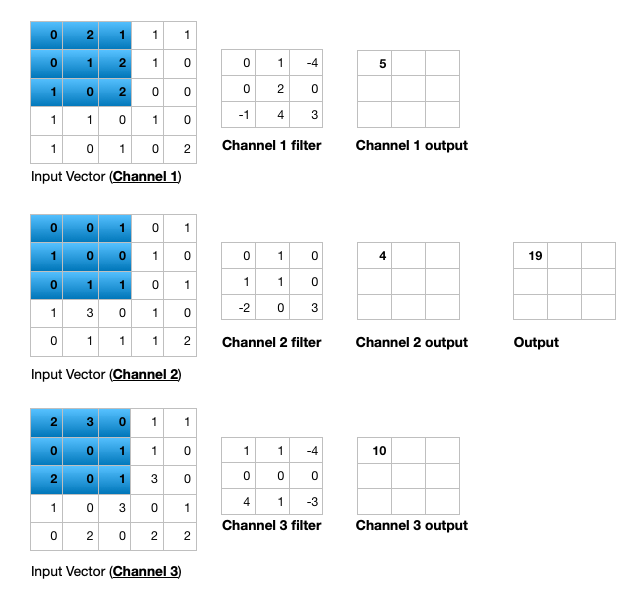 0 2 1 1 1
0 1 2 1 0
1 0 2 0 0
1 1 0 1 0
1 0 1 0 2
Input Vector (Channel 1)
0 1 -4
0 2 0
-1 4 3
Channel 1 filter
5
Channel 1 output
0 0 1 0 1
1 0 0 1 0
0 1 1 0 1
1 3 0 1 0
0 1 1 1 2
Input Vector (Channel 2)
0 1 0
1 1 0
-2 0 3
Channel 2 filter
4
Channel 2 output
19
Output
2 3 0 1 1
0 0 1 1 0
2 0 1 3 0
1 0 3 0 1
0 2 0 2 2
Input Vector (Channel 3)
1 1 -4
0 0 0
4 1 -3
Channel 3 filter
10
Channel 3 output